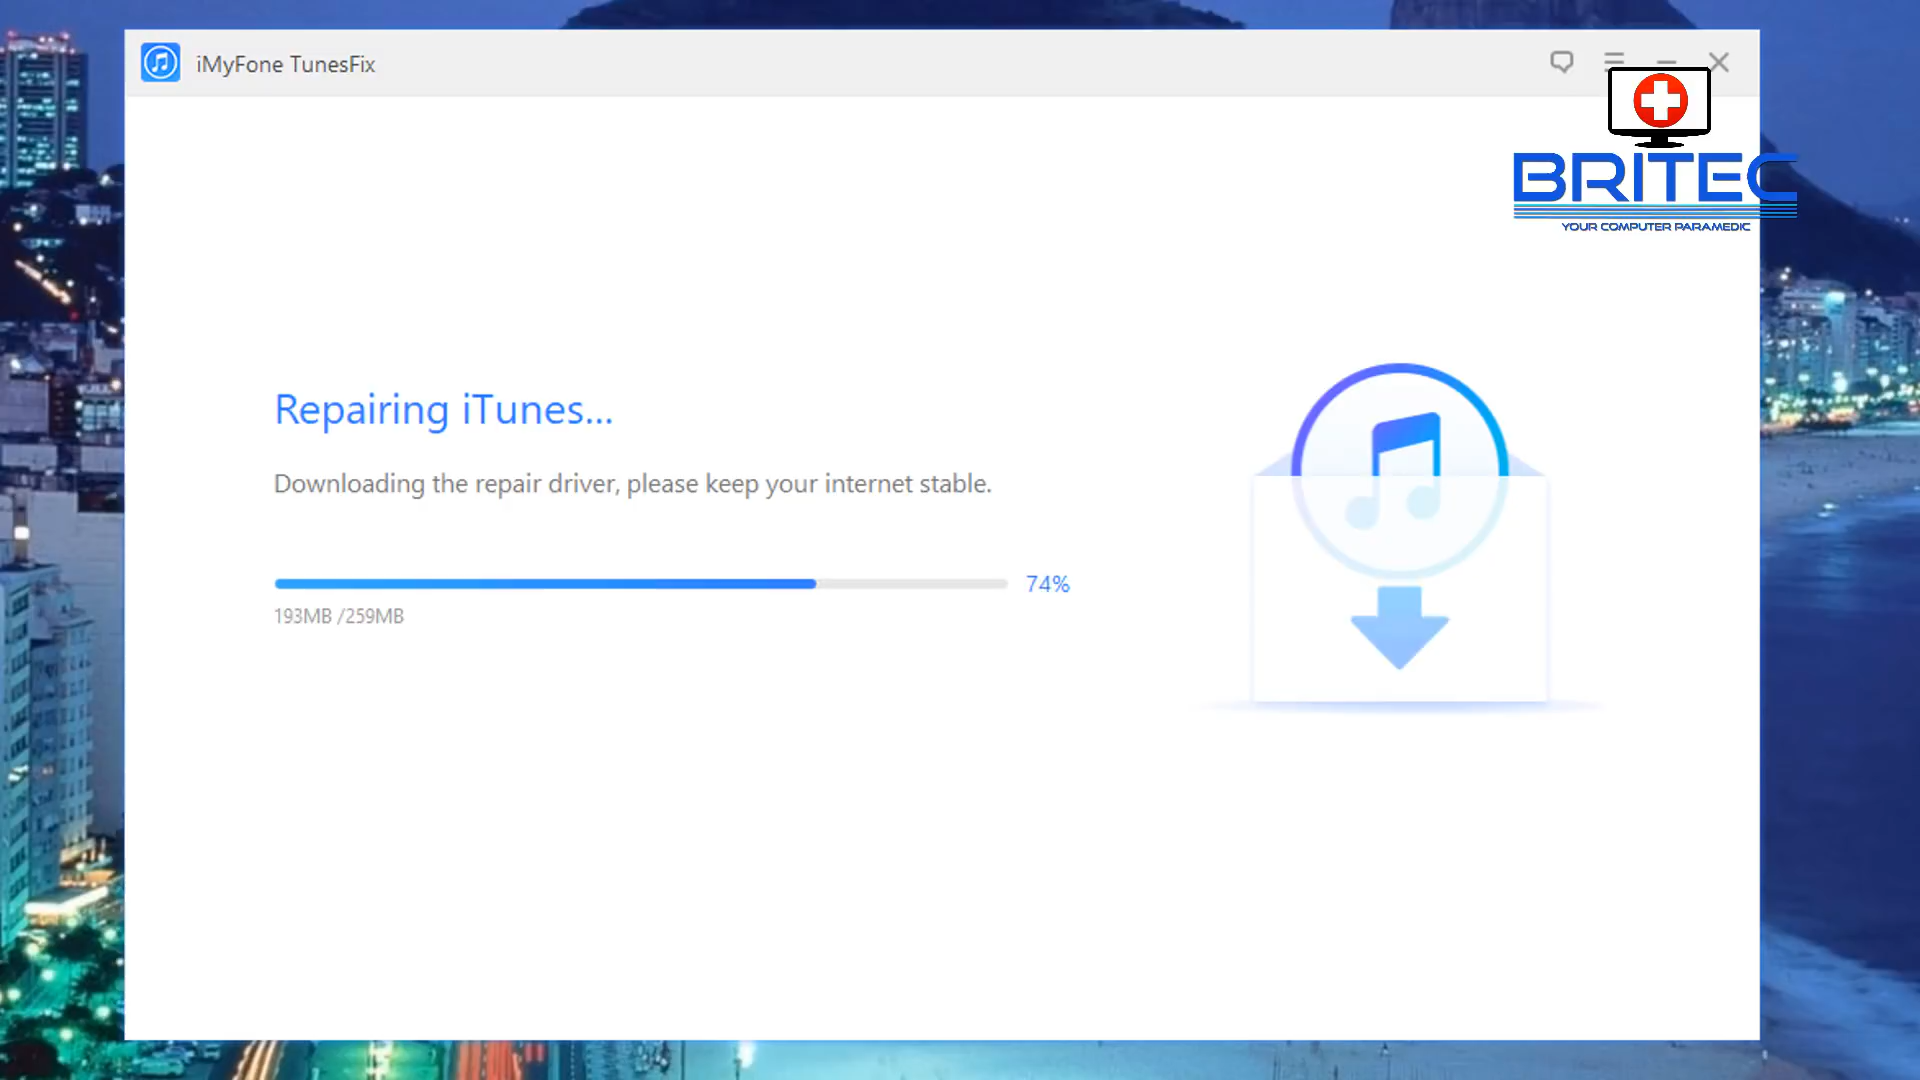 iMyFone TunesFix
BRITEC
YOUR COMPUTER PARAMEDIC
Repairing iTunes...
Downloading the repair driver, please keep your internet stable.
74%
193MB /259MB